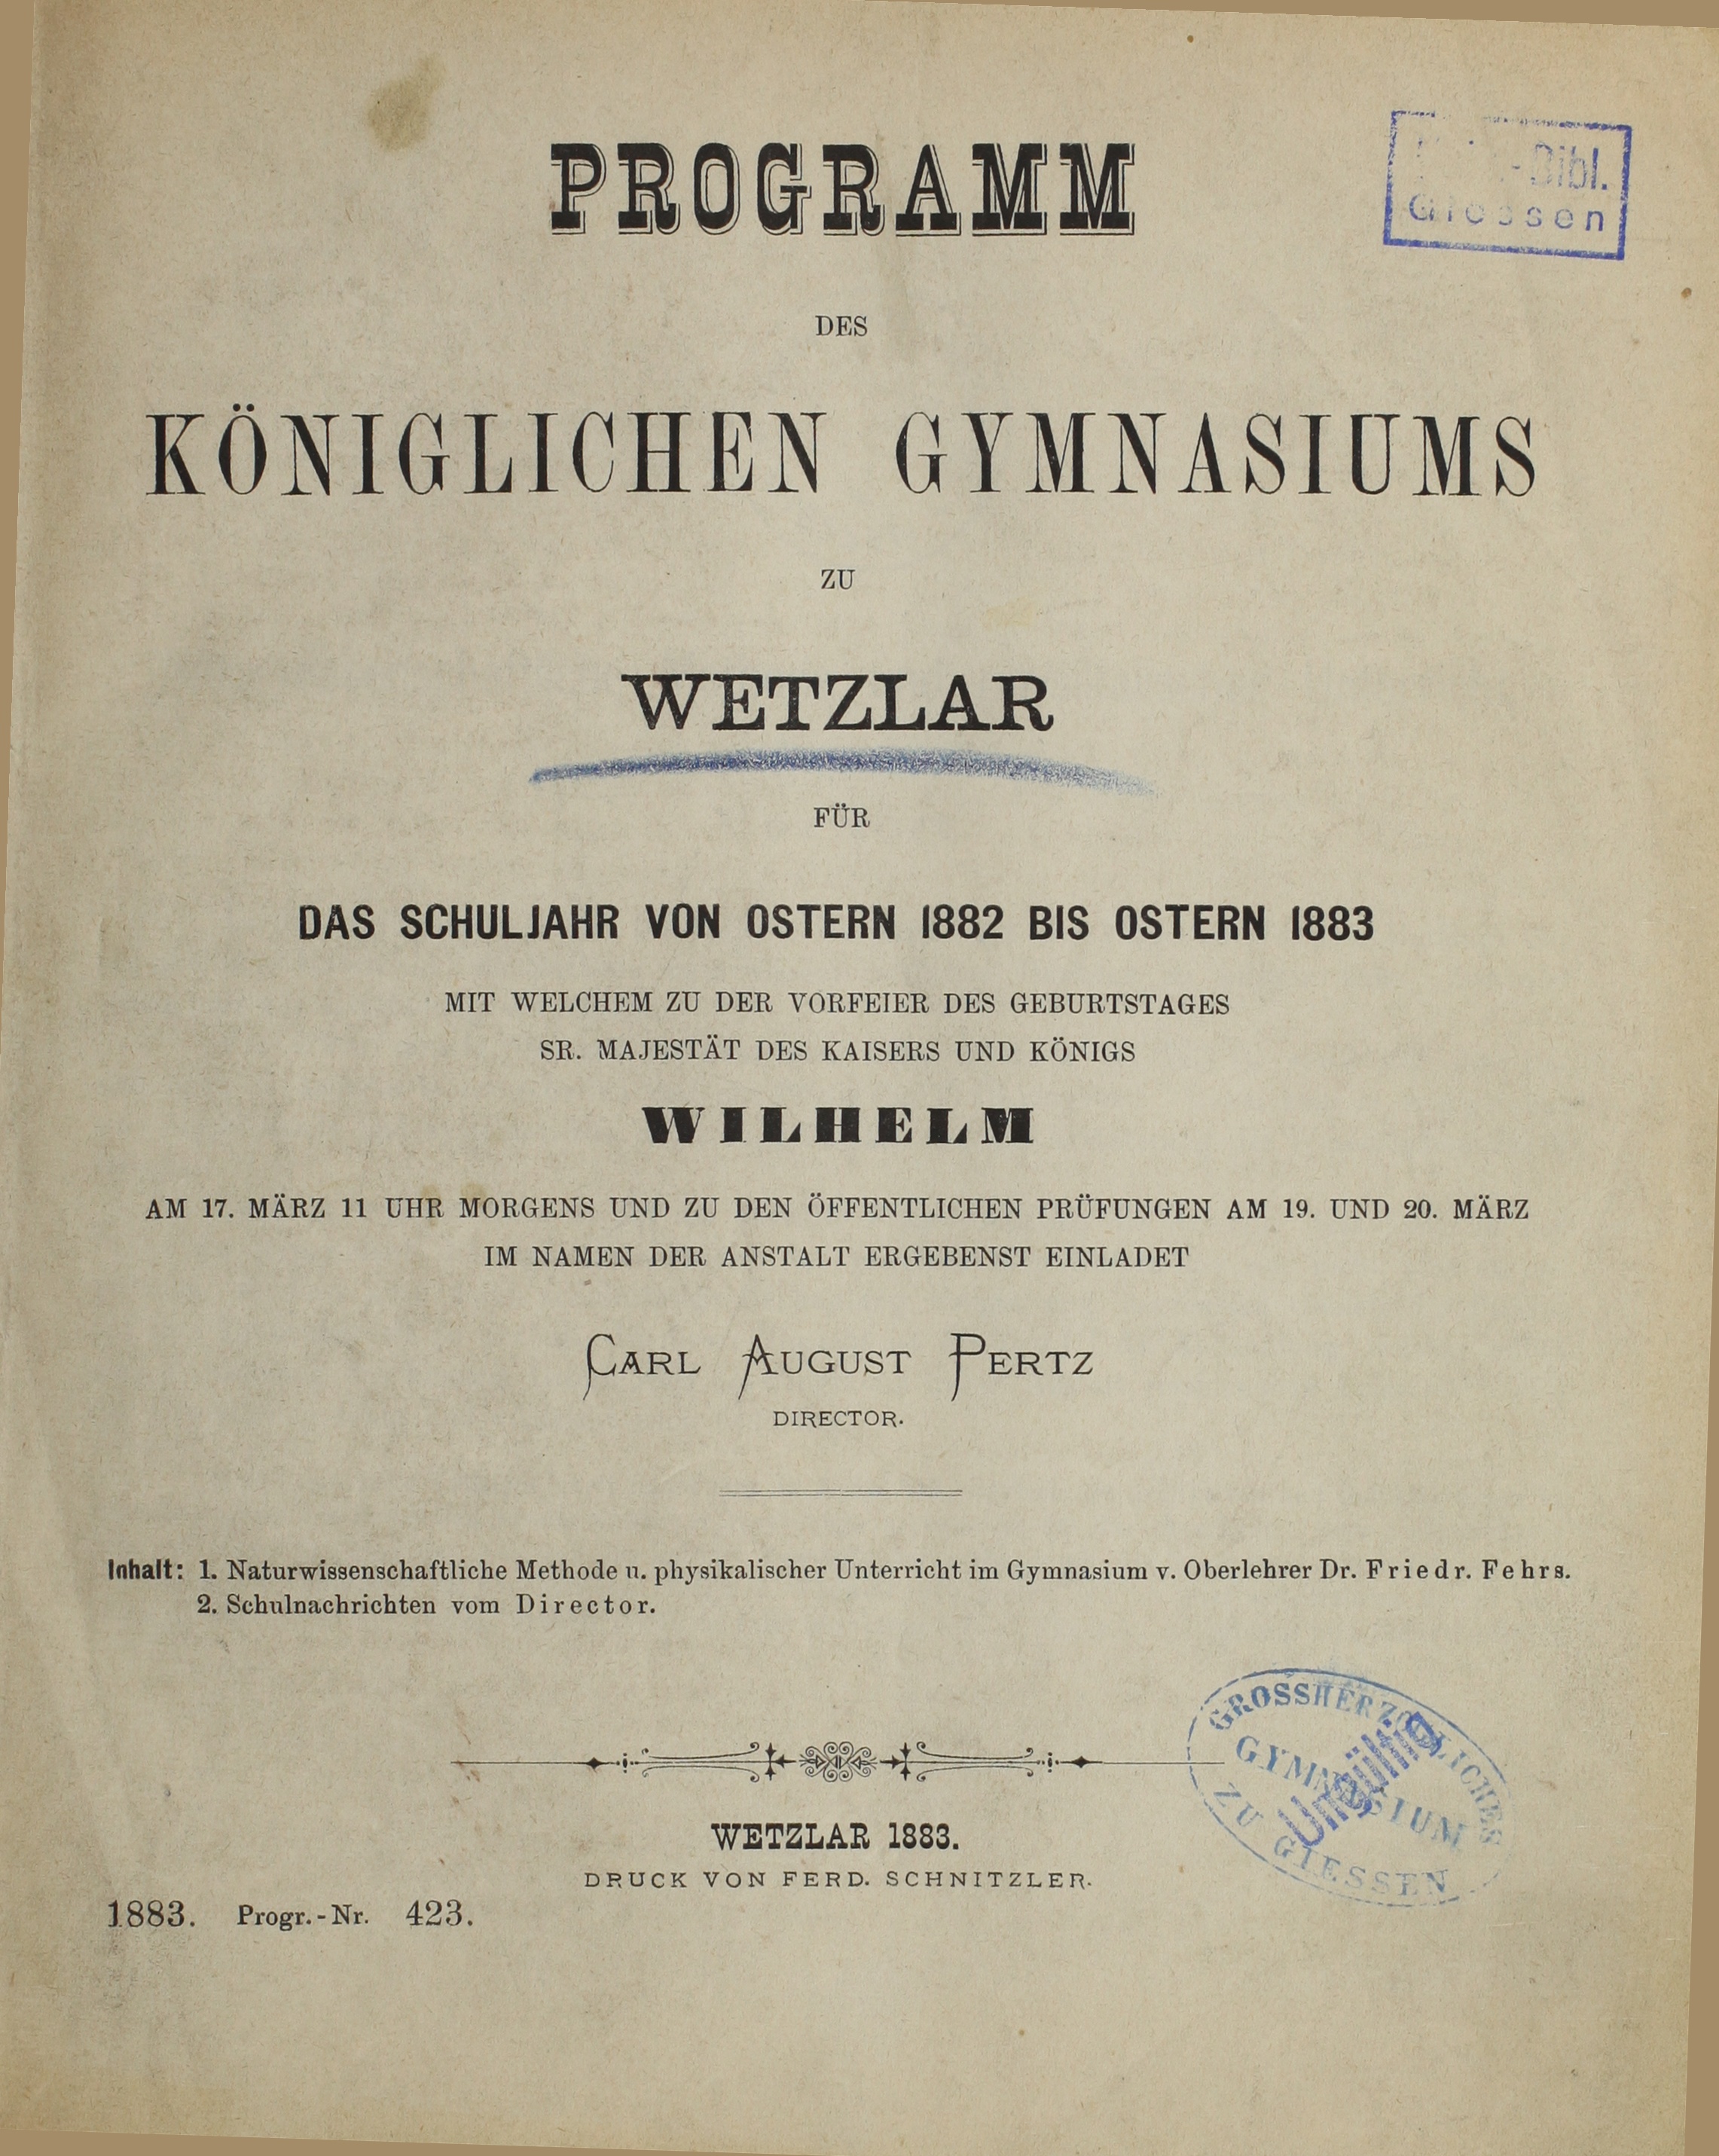 PROGRAMM
-Bibl.
Giessen
DES
KÖNIGLICHEN GYMNASIUMS
ZU
WETZLAR
FÜR
DAS SCHULJAHR VON OSTERN 1882 BIS OSTERN 1883
MIT WELCHEM ZU DER VORFEIER DES GEBURTSTAGES
SR. MAJESTÄT DES KAISERS UND KÖNIGS
WILHELM
AM 17. MÄRZ 11 UHR MORGENS UND ZU DEN ÖFFENTLICHEN PRÜFUNGEN AM 19. UND 20. MÄRZ
IM NAMEN DER ANSTALT ERGEBENST EINLADET
CARL AUGUST PERTZ
DIRECTOR.
Inhalt: 1. Naturwissenschaftliche Methode u. physikalischer Unterricht im Gymnasium v. Oberlehrer Dr. Friedr. Fehrs.
2. Schulnachrichten vom Director.
GROSSHERZOGLICHES
GYMNASIUM
ZU GIESSEN
Ungültig
WETZLAR 1883.
DRUCK VON FERD. SCHNITZLER.
1883. Progr.-Nr. 423.